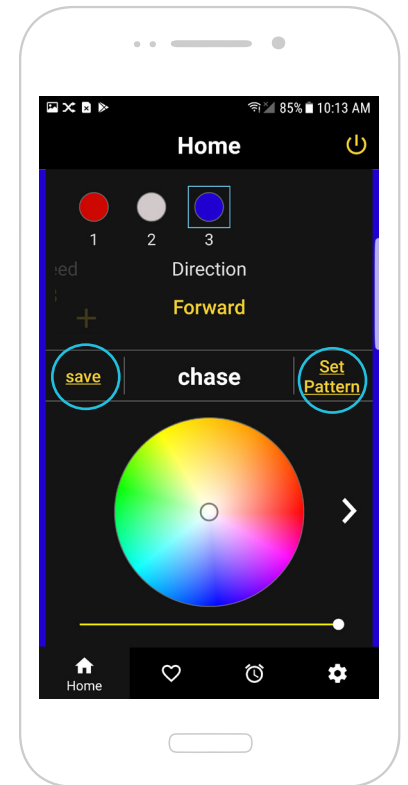 85% 10:13 AM
Home
1 2 3
Direction
Forward
save chase Set Pattern
Home